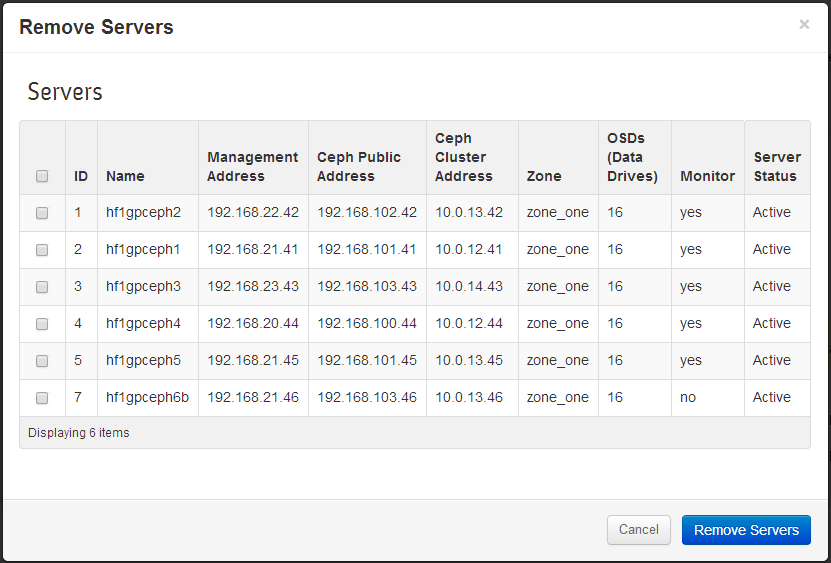 Remove Servers ×
Servers
ID Name Management Address Ceph Public Address Ceph Cluster Address Zone OSDs (Data Drives) Monitor Server Status
1 hf1gpceph2 192.168.22.42 192.168.102.42 10.0.13.42 zone_one 16 yes Active
2 hf1gpceph1 192.168.21.41 192.168.101.41 10.0.12.41 zone_one 16 yes Active
3 hf1gpceph3 192.168.23.43 192.168.103.43 10.0.14.43 zone_one 16 yes Active
4 hf1gpceph4 192.168.20.44 192.168.100.44 10.0.12.44 zone_one 16 yes Active
5 hf1gpceph5 192.168.21.45 192.168.101.45 10.0.13.45 zone_one 16 yes Active
7 hf1gpceph6b 192.168.21.46 192.168.103.46 10.0.13.46 zone_one 16 no Active
Displaying 6 items
Cancel Remove Servers